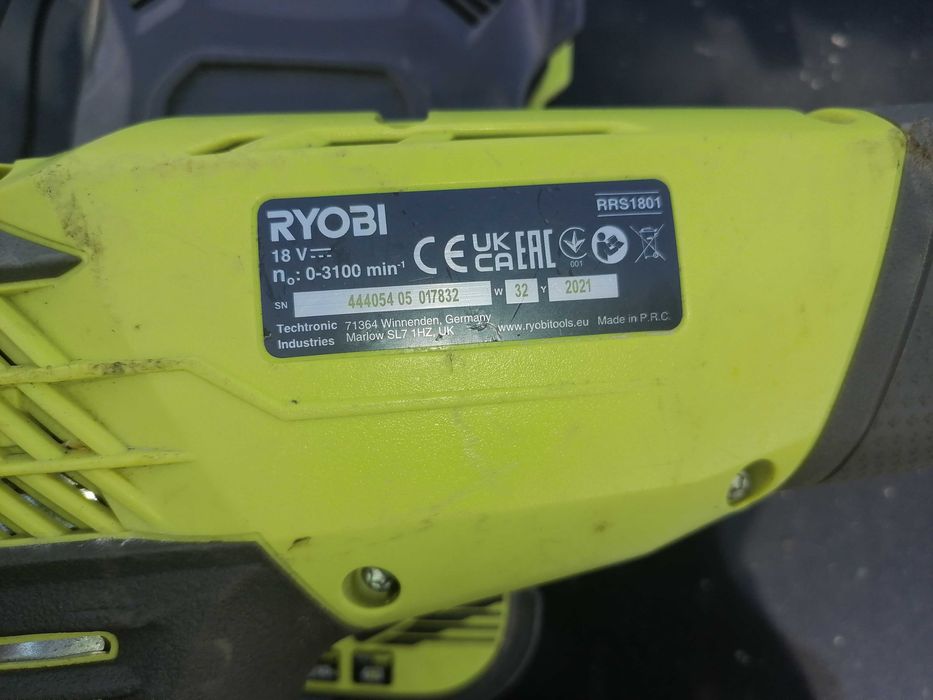 RYOBI
RRS1801
18 V
n₀: 0-3100 min⁻¹
CE UK CA EAC
001
SN 444054 05 017832 W 32 Y 2021
Techtronic Industries
71364 Winnenden, Germany
Marlow SL7 1HZ, UK
www.ryobitools.eu
Made in P.R.C.